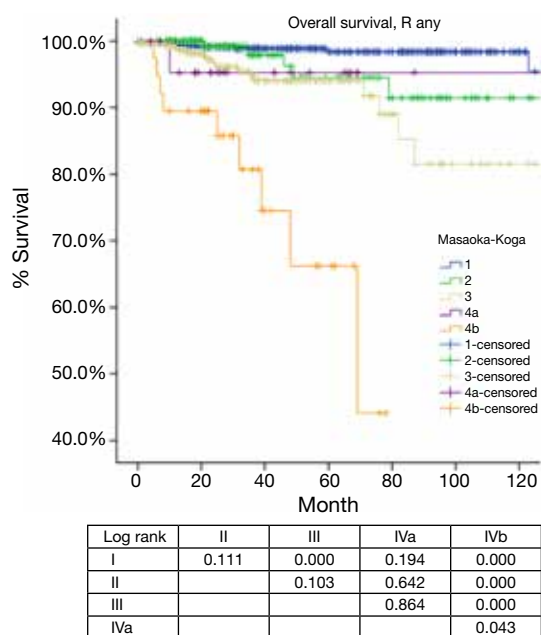 Overall survival, R any
100.0%
90.0%
80.0%
70.0%
60.0%
50.0%
40.0%
% Survival
Masaoka-Koga
1
2
3
4a
4b
1-censored
2-censored
3-censored
4a-censored
4b-censored
0 20 40 60 80 100 120
Month
Log rank II III IVa IVb
I 0.111 0.000 0.194 0.000
II 0.103 0.642 0.000
III 0.864 0.000
IVa 0.043